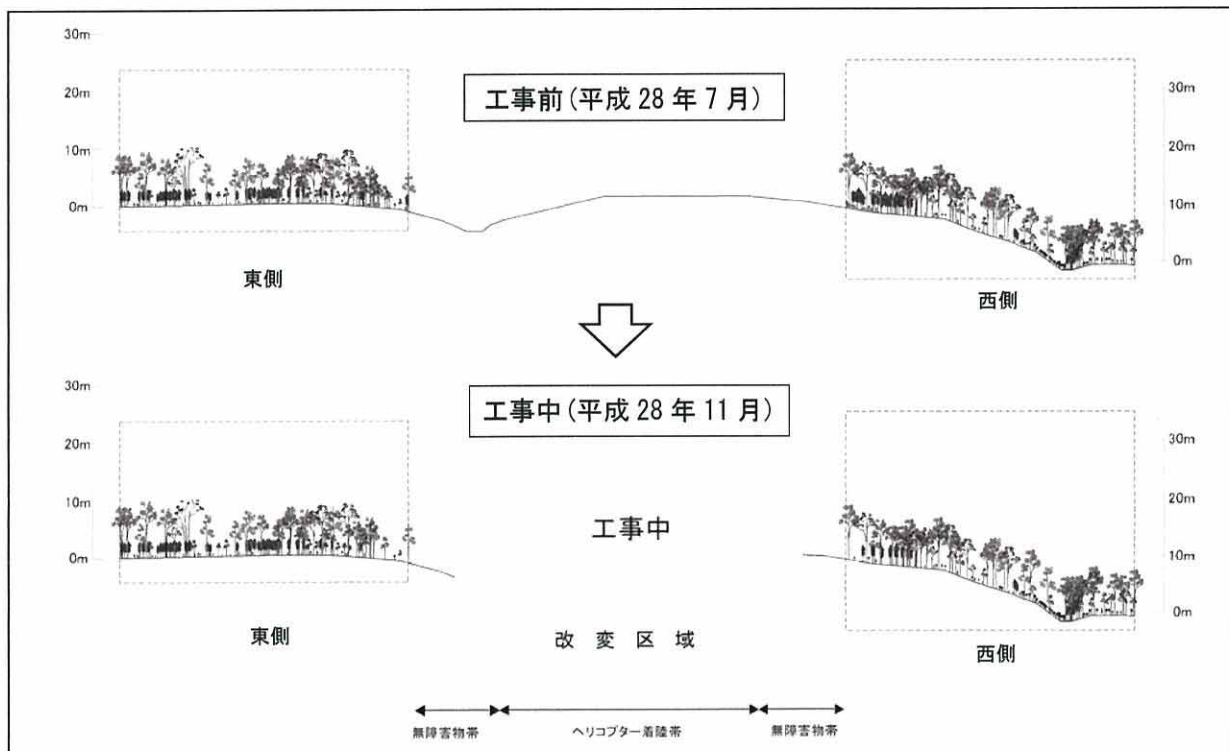 30m
20m
10m
0m
工事前(平成 28 年 7 月)
30m
20m
10m
0m
東側
西側
30m
20m
10m
0m
工事中(平成 28 年 11 月)
工事中
30m
20m
10m
0m
東側
改 変 区 域
西側
無障害物帯
ヘリコプター着陸帯
無障害物帯